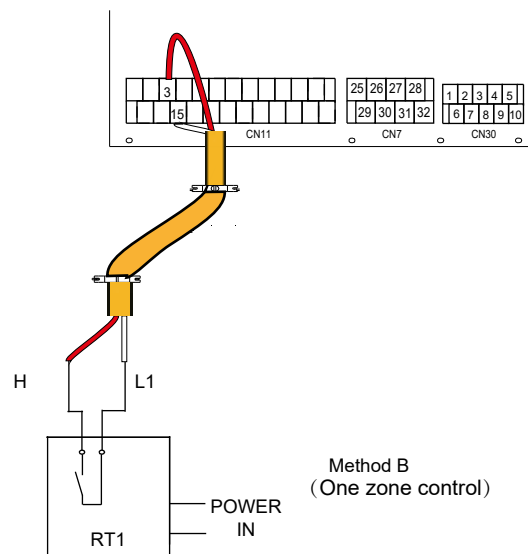 3
25 26 27 28
1 2 3 4 5
15
29 30 31 32
6 7 8 9 10
CN11
CN7
CN30
H
L1
Method B
(One zone control)
POWER
IN
RT1